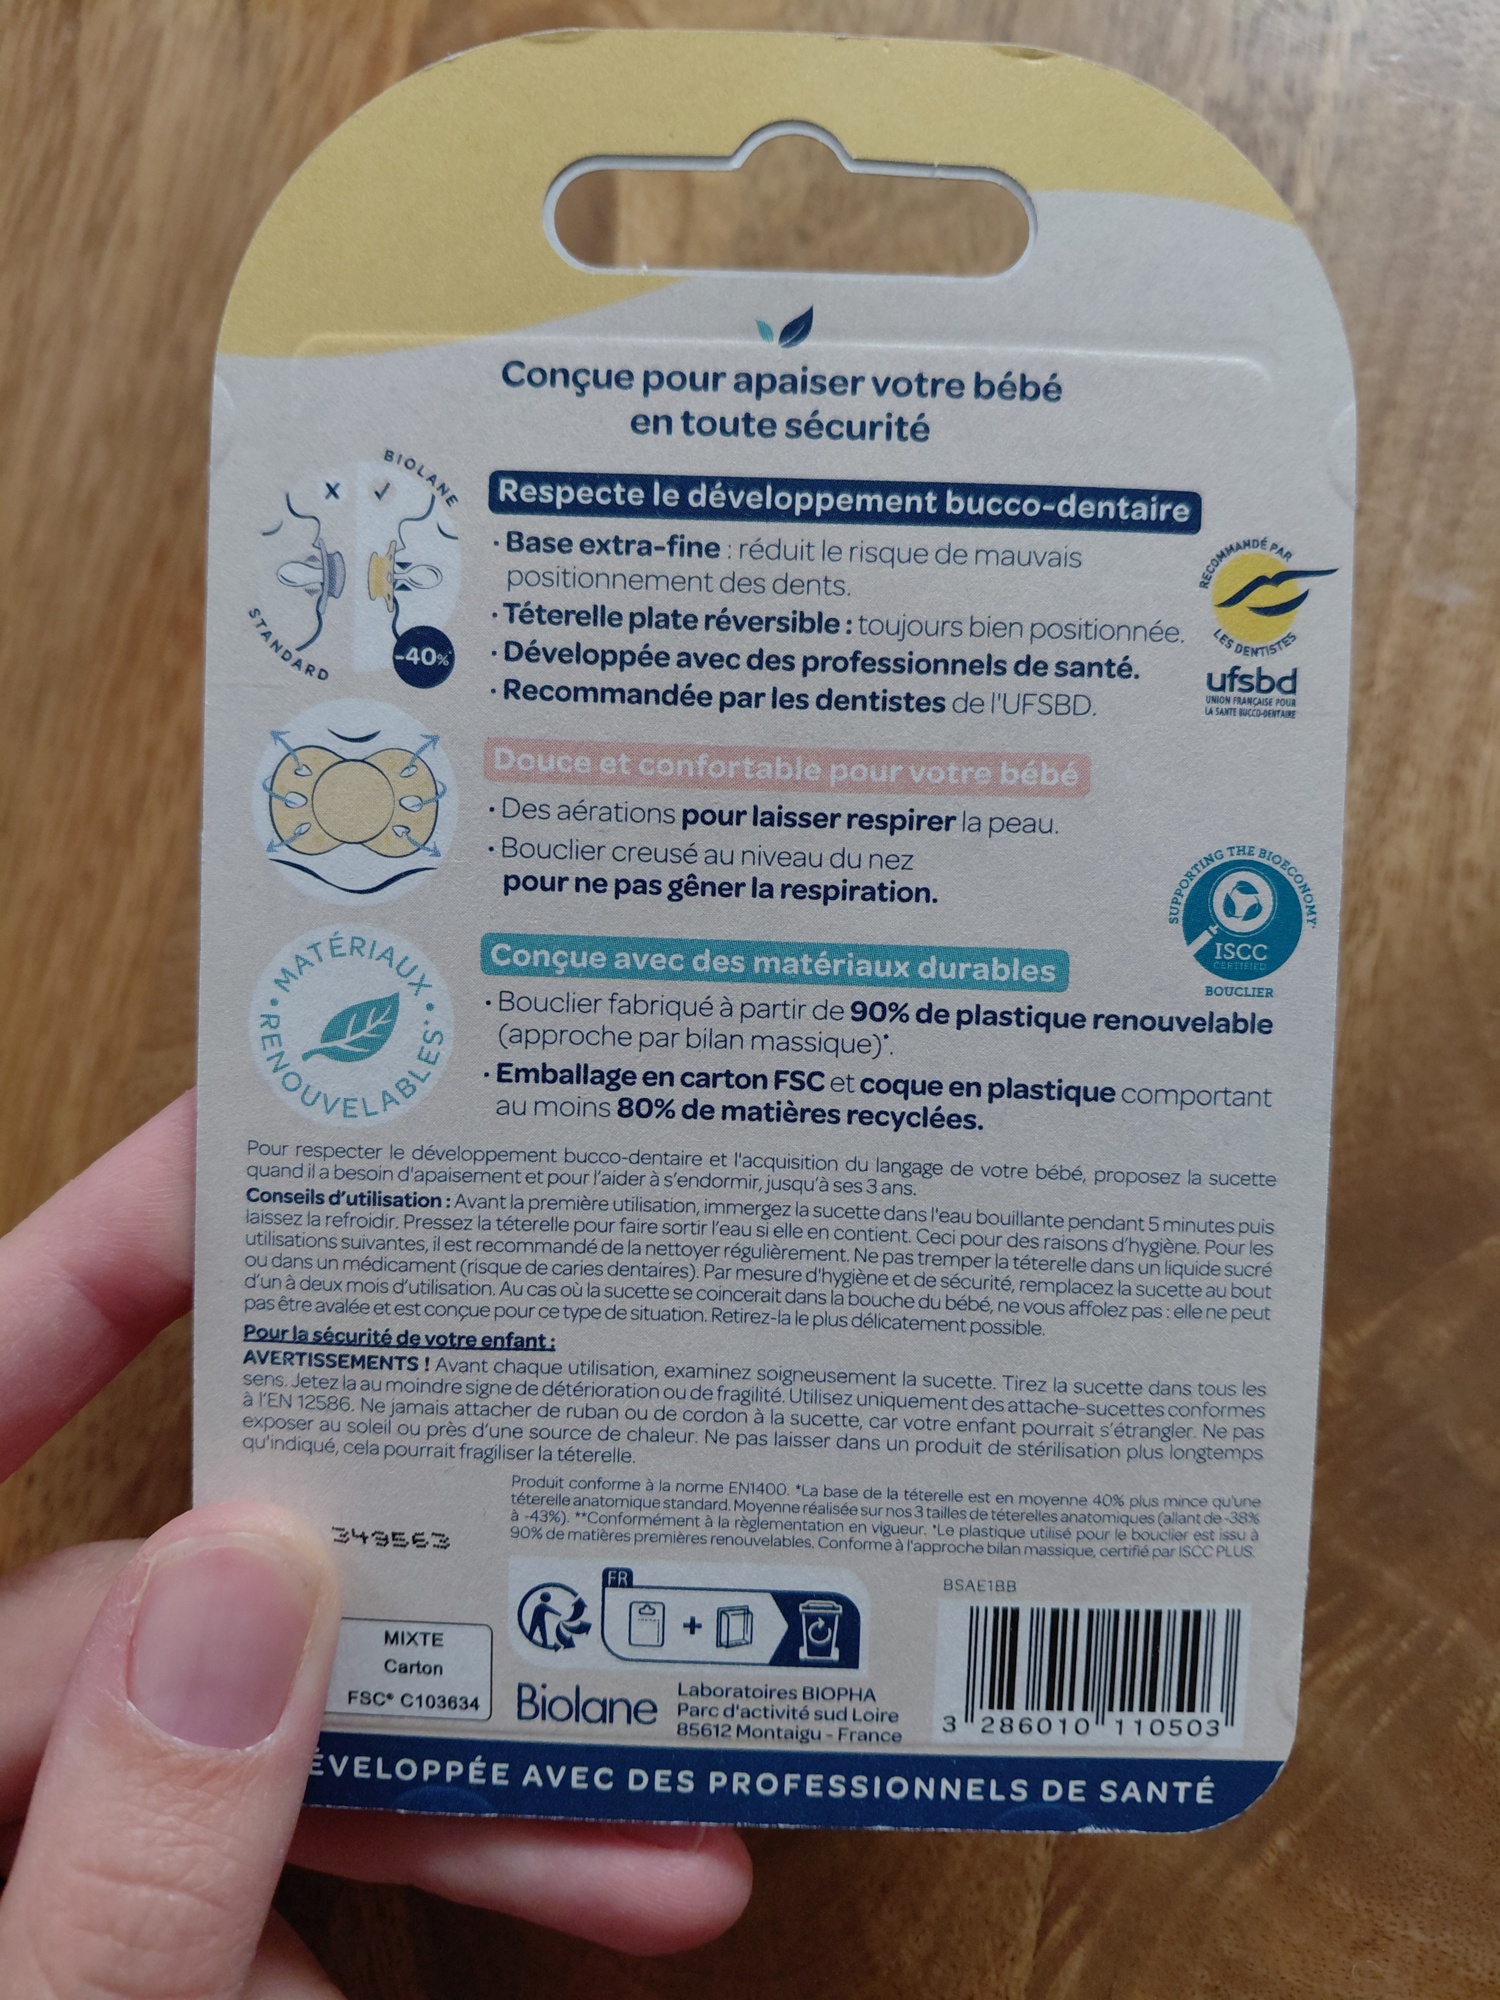 Conçue pour apaiser votre bébé
en toute sécurité
BIOLANE
X ✓
STANDARD
-40%*
Respecte le développement bucco-dentaire
· Base extra-fine : réduit le risque de mauvais
positionnement des dents.
· Téterelle plate réversible : toujours bien positionnée.
· Développée avec des professionnels de santé.
· Recommandée par les dentistes de l'UFSBD.
RECOMMANDÉ PAR
LES DENTISTES
ufsbd
UNION FRANÇAISE POUR
LA SANTE BUCCO-DENTAIRE
Douce et confortable pour votre bébé
· Des aérations pour laisser respirer la peau.
· Bouclier creusé au niveau du nez
pour ne pas gêner la respiration.
SUPPORTING THE BIOECONOMY
ISCC
CERTIFIED
BOUCLIER
• MATÉRIAUX •
RENOUVELABLES*
Conçue avec des matériaux durables
· Bouclier fabriqué à partir de 90% de plastique renouvelable
(approche par bilan massique)*.
· Emballage en carton FSC et coque en plastique comportant
au moins 80% de matières recyclées.
Pour respecter le développement bucco-dentaire et l'acquisition du langage de votre bébé, proposez la sucette
quand il a besoin d'apaisement et pour l'aider à s'endormir, jusqu'à ses 3 ans.
Conseils d'utilisation : Avant la première utilisation, immergez la sucette dans l'eau bouillante pendant 5 minutes puis
laissez la refroidir. Pressez la téterelle pour faire sortir l'eau si elle en contient. Ceci pour des raisons d'hygiène. Pour les
utilisations suivantes, il est recommandé de la nettoyer régulièrement. Ne pas tremper la téterelle dans un liquide sucré
ou dans un médicament (risque de caries dentaires). Par mesure d'hygiène et de sécurité, remplacez la sucette au bout
d'un à deux mois d'utilisation. Au cas où la sucette se coincerait dans la bouche du bébé, ne vous affolez pas : elle ne peut
pas être avalée et est conçue pour ce type de situation. Retirez-la le plus délicatement possible.
Pour la sécurité de votre enfant :
AVERTISSEMENTS ! Avant chaque utilisation, examinez soigneusement la sucette. Tirez la sucette dans tous les
sens. Jetez la au moindre signe de détérioration ou de fragilité. Utilisez uniquement des attache-sucettes conformes
à l'EN 12586. Ne jamais attacher de ruban ou de cordon à la sucette, car votre enfant pourrait s'étrangler. Ne pas
exposer au soleil ou près d'une source de chaleur. Ne pas laisser dans un produit de stérilisation plus longtemps
qu'indiqué, cela pourrait fragiliser la téterelle.
Produit conforme à la norme EN1400. *La base de la téterelle est en moyenne 40% plus mince qu'une
téterelle anatomique standard. Moyenne réalisée sur nos 3 tailles de téterelles anatomiques (allant de -38%
à -43%). **Conformément à la règlementation en vigueur. *Le plastique utilisé pour le bouclier est issu à
90% de matières premières renouvelables. Conforme à l'approche bilan massique, certifié par ISCC PLUS.
349563
FR
+
BSAE1BB
MIXTE
Carton
FSC® C103634
Biolane
Laboratoires BIOPHA
Parc d'activité sud Loire
85612 Montaigu - France
3 286010 110503
ÉVELOPPÉE AVEC DES PROFESSIONNELS DE SANTÉ